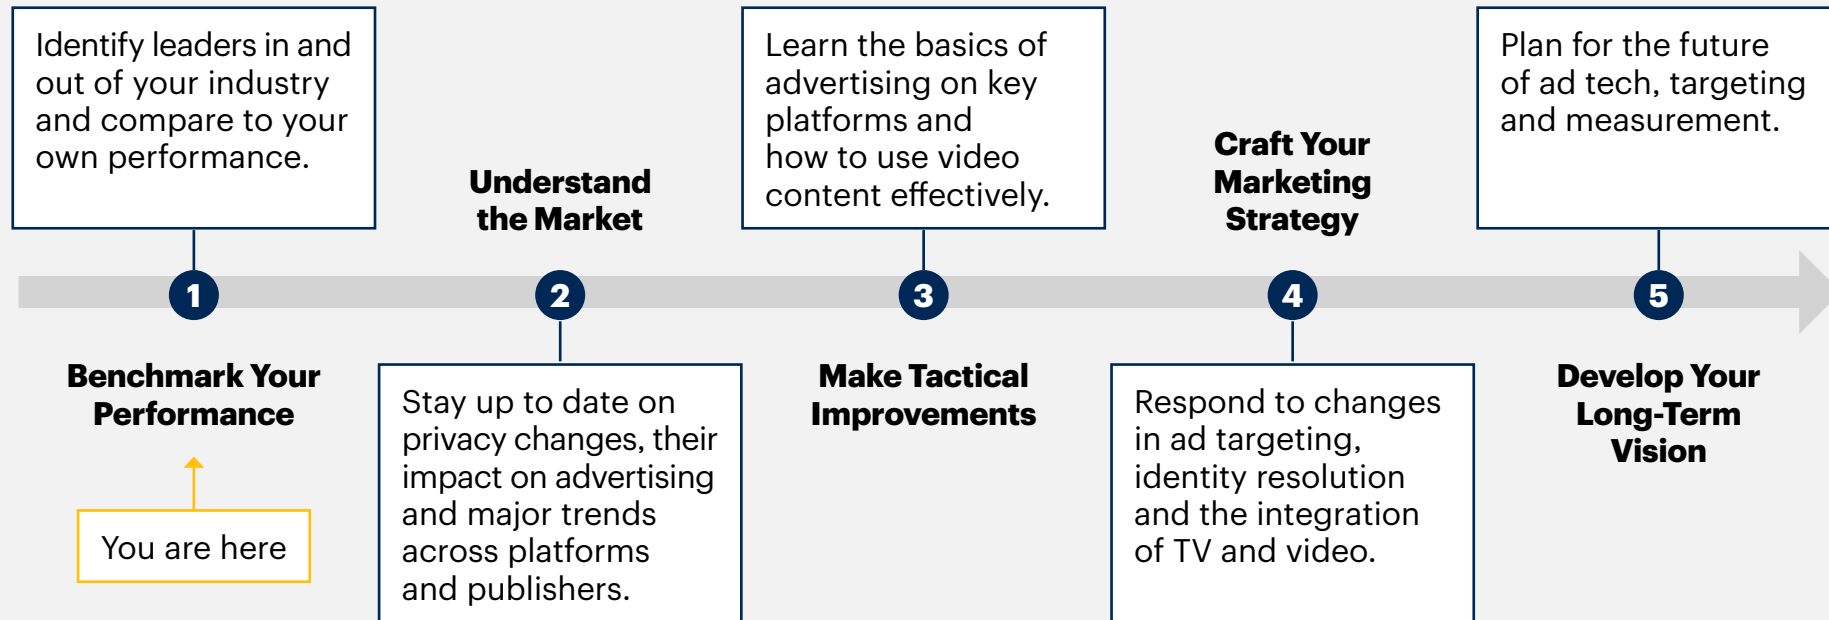 Identify leaders in and
out of your industry
and compare to your
own performance.
1
Benchmark Your
Performance
You are here
Understand
the Market
2
Stay up to date on
privacy changes, their
impact on advertising
and major trends
across platforms
and publishers.
Learn the basics of
advertising on key
platforms and
how to use video
content effectively.
3
Make Tactical
Improvements
Craft Your
Marketing
Strategy
4
Respond to changes
in ad targeting,
identity resolution
and the integration
of TV and video.
Plan for the future
of ad tech, targeting
and measurement.
5
Develop Your
Long-Term
Vision